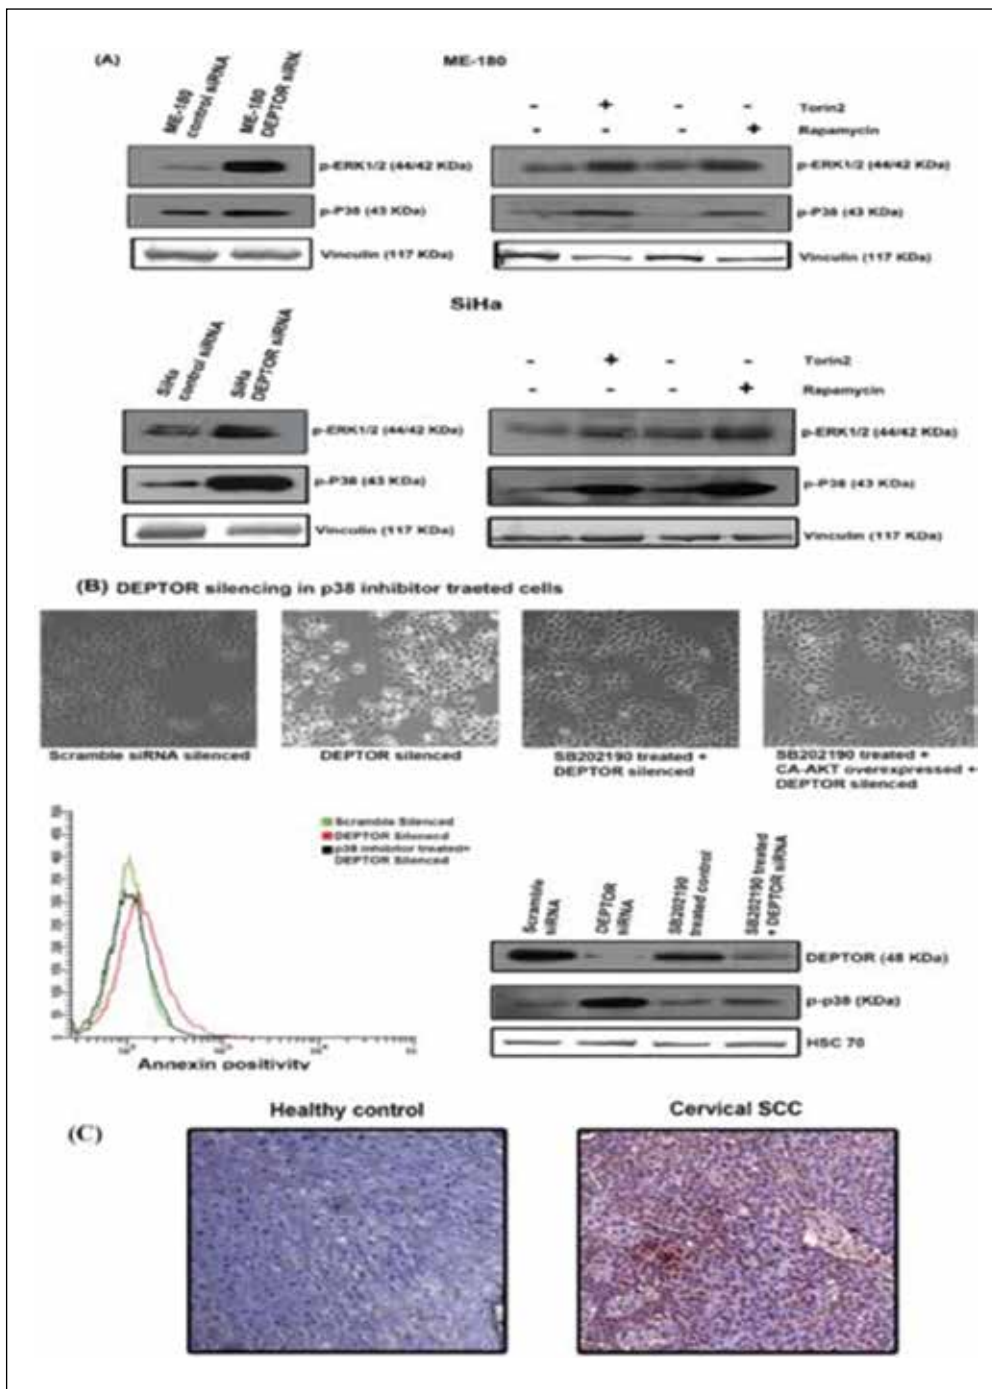 (A)
ME-180
ME-180
control siRNA
ME-180
DEPTOR siRN.
- + - - Torin2
- - - + Rapamycin
p-ERK1/2 (44/42 KDa)
p-ERK1/2 (44/42 KDa)
p-P38 (43 KDa)
p-P38 (43 KDa)
Vinculin (117 KDa)
Vinculin (117 KDa)
SiHa
SiHa
control siRNA
SiHa
DEPTOR siRNA
- + - - Torin2
- - - + Rapamycin
p-ERK1/2 (44/42 KDa)
p-ERK1/2 (44/42 KDa)
p-P38 (43 KDa)
p-P38 (43 KDa)
Vinculin (117 KDa)
Vinculin (117 KDa)
(B) DEPTOR silencing in p38 inhibitor traeted cells
Scramble siRNA silenced
DEPTOR silenced
SB202190 treated +
DEPTOR silenced
SB202190 treated +
CA-AKT overexpressed +
DEPTOR silenced
Scramble Silenced
DEPTOR Silenced
p38 inhibitor treated+
DEPTOR Silenced
Annexin positivity
Scramble
siRNA
DEPTOR
siRNA
SB202190
treated control
SB202190 treated
+ DEPTOR siRNA
DEPTOR (48 KDa)
p-p38 (KDa)
HSC 70
(C)
Healthy control
Cervical SCC